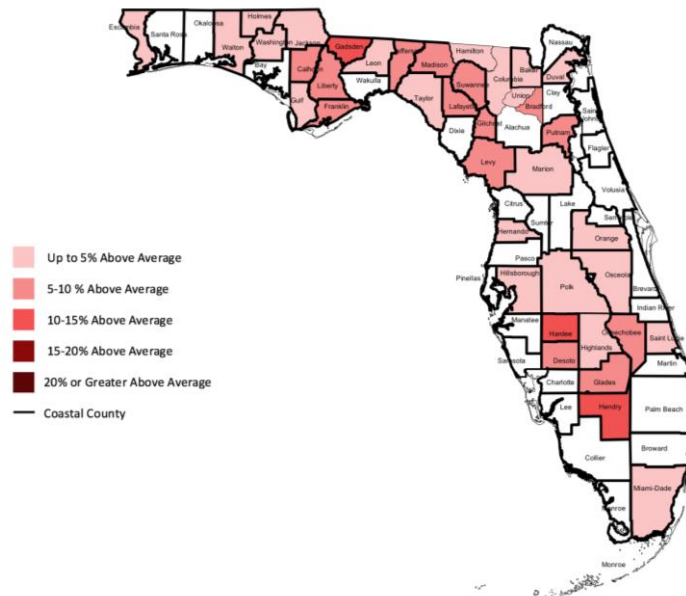 Holmes
Okaloosa
Escambia
Santa Rosa
Jackson
Gadsden
Hamilton
Nassau
Walton
Washington
Jefferson
Madison
Leon
Baker
Duval
Bay
Calhoun
Columbia
Suwannee
Liberty
Wakulla
Union
Clay
Gulf
Franklin
Taylor
Lafayette
Bradford
Saint
Johns
Gilchrist
Putnam
Dixie
Alachua
Flagler
Levy
Marion
Volusia
Citrus
Lake
Sumter
Hernando
Orange
Up to 5% Above Average
Pasco
Osceola
Hillsborough
Pinellas
Polk
Brevard
5-10 % Above Average
Indian River
10-15% Above Average
Manatee
Hardee
Okeechobee
Saint Lucie
Highlands
15-20% Above Average
Sarasota
Desoto
Martin
20% or Greater Above Average
Charlotte
Glades
Coastal County
Lee
Hendry
Palm Beach
Broward
Collier
Miami-Dade
Monroe
Monroe